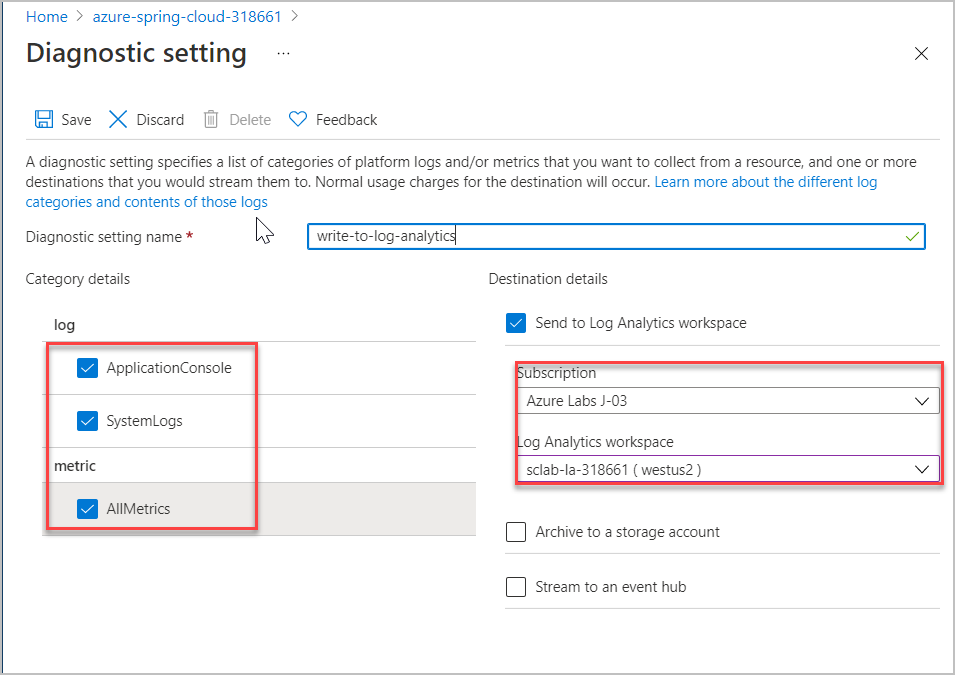 Home > azure-spring-cloud-318661 >
Diagnostic setting ...
Save Discard Delete Feedback
A diagnostic setting specifies a list of categories of platform logs and/or metrics that you want to collect from a resource, and one or more
destinations that you would stream them to. Normal usage charges for the destination will occur. Learn more about the different log
categories and contents of those logs
Diagnostic setting name * write-to-log-analytics
Category details
log
ApplicationConsole
SystemLogs
metric
AllMetrics
Destination details
Send to Log Analytics workspace
Subscription
Azure Labs J-03
Log Analytics workspace
sclab-la-318661 ( westus2 )
Archive to a storage account
Stream to an event hub